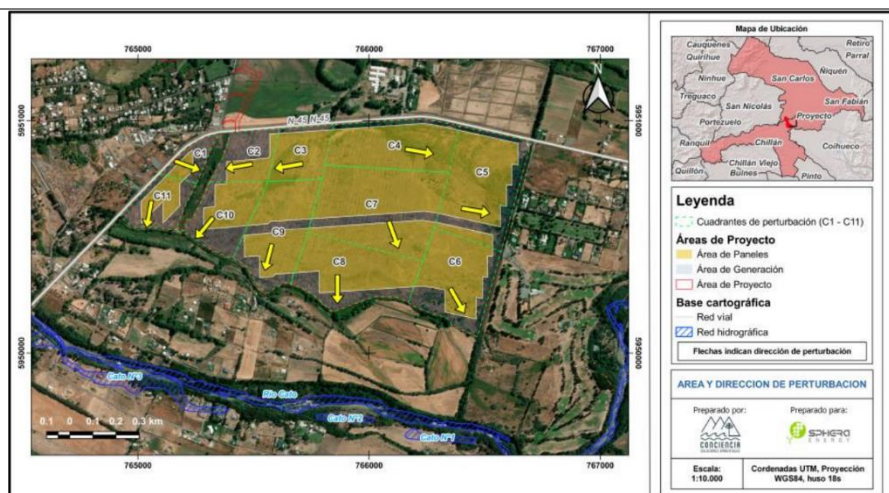 765000
766000
767000
5951000
5951000
N
N-45 N-45
C1
C2
C3
C4
C5
C11
C10
C7
C9
C8
C6
5950000
5950000
Cato N°3
Río Cato
Cato N°2
Cato N°1
0.1 0 0.1 0.2 0.3 km
765000
766000
767000
Mapa de Ubicación
Cauquenes
Quirihue
Retiro
Parral
Ninhue
San Carlos
Ñiquén
Treguaco
San Nicolás
San Fabián
Portezuelo
Proyecto
Ranquil
Chillán
Coihueco
Chillán Viejo
Quillón
Bulnes
Pinto
Leyenda
Cuadrantes de perturbación (C1 - C11)
Áreas de Proyecto
Área de Paneles
Área de Generación
Área de Proyecto
Base cartográfica
Red vial
Red hidrográfica
Flechas indican dirección de perturbación
AREA Y DIRECCION DE PERTURBACION
Preparado por:
Preparado para:
CONCIENCIA
SPHERA
ENERGY
Escala:
1:10.000
Cordenadas UTM, Proyección
WGS84, huso 18s